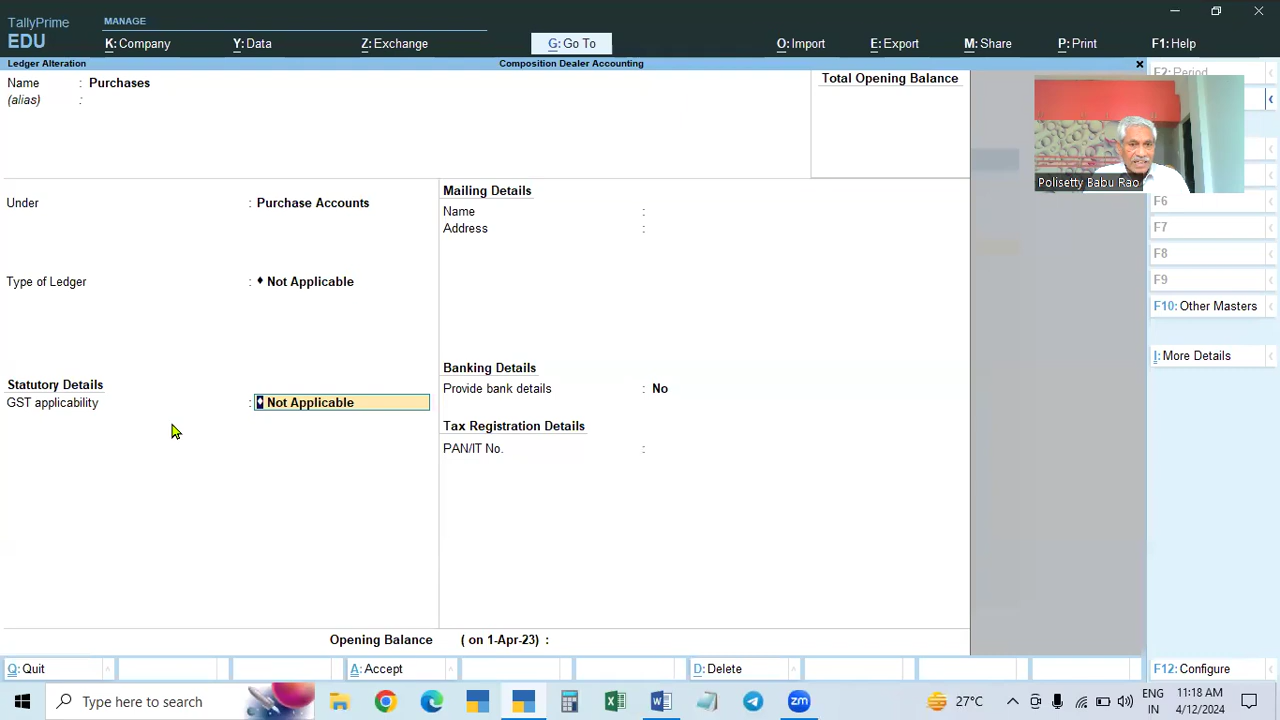 TallyPrime
EDU
MANAGE
K: Company
Y: Data
Z: Exchange
G: Go To
O: Import
E: Export
M: Share
P: Print
F1: Help
Ledger Alteration
Composition Dealer Accounting
Name : Purchases
(alias) :
Total Opening Balance
F2: Period
Polisetty Babu Rao
Under : Purchase Accounts
Type of Ledger : ♦ Not Applicable
Statutory Details
GST applicability : ♦ Not Applicable
Mailing Details
Name :
Address :
Banking Details
Provide bank details : No
Tax Registration Details
PAN/IT No. :
F6
F7
F8
F9
F10: Other Masters
I: More Details
Opening Balance ( on 1-Apr-23) :
Q: Quit
A: Accept
D: Delete
F12: Configure
Type here to search
zm
27°C
ENG
IN
11:18 AM
4/12/2024